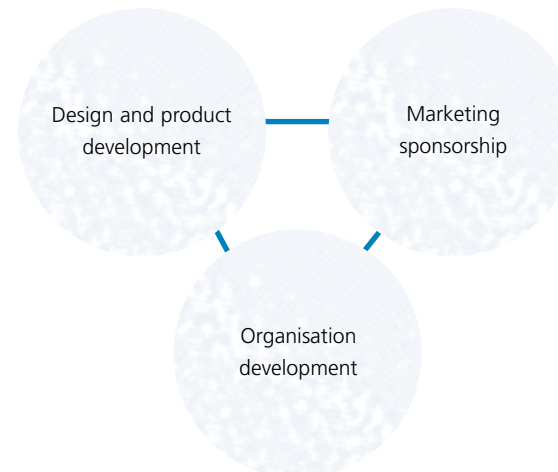 Design and product
development
Marketing
sponsorship
Organisation
development